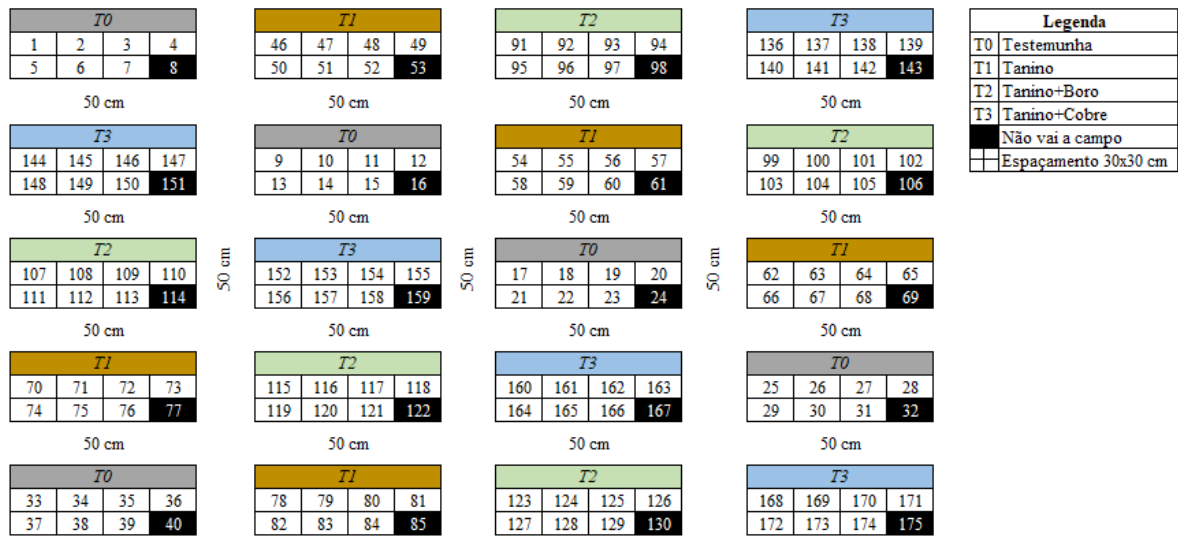 T0 T1 T2 T3 Legenda
1 2 3 4 46 47 48 49 91 92 93 94 136 137 138 139 T0 Testemunha
5 6 7 8 50 51 52 53 95 96 97 98 140 141 142 143 T1 Tanino
T2 Tanino+Boro
50 cm 50 cm 50 cm 50 cm
T3 Tanino+Cobre
T3 T0 T1 T2 Não vai a campo
144 145 146 147 9 10 11 12 54 55 56 57 99 100 101 102 Espaçamento 30x30 cm
148 149 150 151 13 14 15 16 58 59 60 61 103 104 105 106
50 cm 50 cm 50 cm 50 cm
T2 T3 T0 T1
107 108 109 110 152 153 154 155 17 18 19 20 62 63 64 65
50 cm 50 cm 50 cm
111 112 113 114 156 157 158 159 21 22 23 24 66 67 68 69
50 cm 50 cm 50 cm 50 cm
T1 T2 T3 T0
70 71 72 73 115 116 117 118 160 161 162 163 25 26 27 28
74 75 76 77 119 120 121 122 164 165 166 167 29 30 31 32
50 cm 50 cm 50 cm 50 cm
T0 T1 T2 T3
33 34 35 36 78 79 80 81 123 124 125 126 168 169 170 171
37 38 39 40 82 83 84 85 127 128 129 130 172 173 174 175